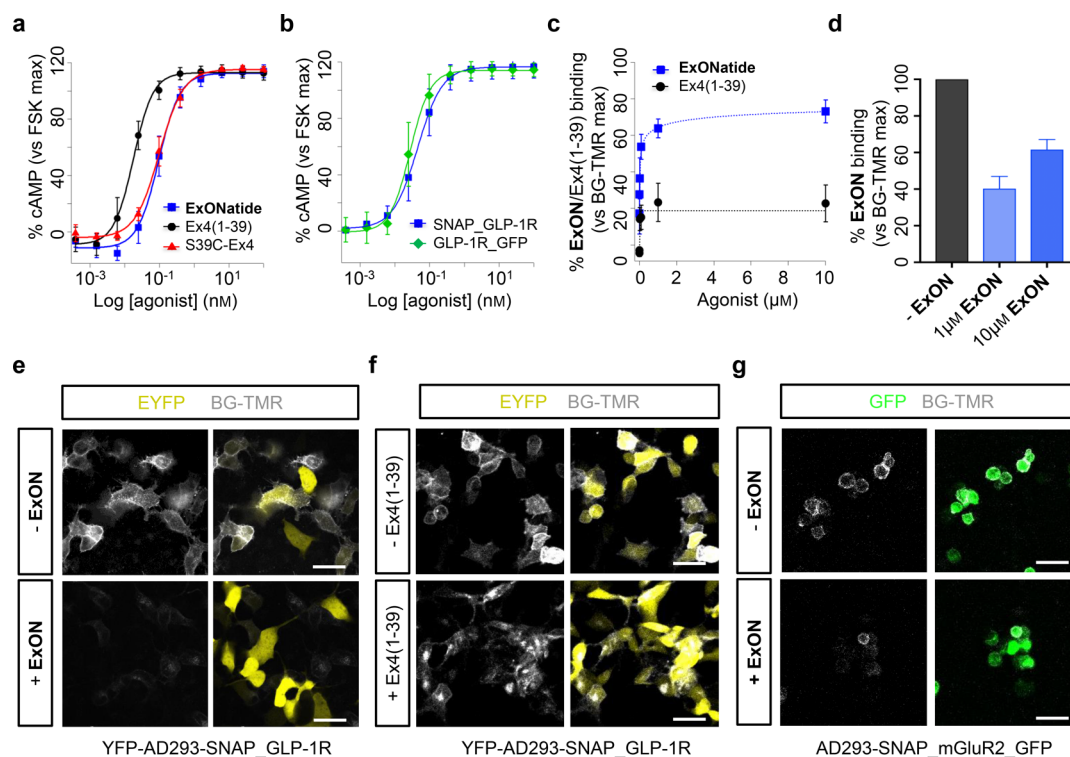 a
% cAMP (vs FSK max)
120
80
40
0
10-3
10-1
101
Log [agonist] (nM)
ExONatide
Ex4(1-39)
S39C-Ex4
b
% cAMP (vs FSK max)
120
80
40
0
10-3
10-1
101
Log [agonist] (nM)
SNAP_GLP-1R
GLP-1R_GFP
c
% ExON/Ex4(1-39) binding
(vs BG-TMR max)
100
80
60
40
20
0
0
2
4
6
8
10
Agonist (µM)
ExONatide
Ex4(1-39)
d
% ExON binding
(vs BG-TMR max)
100
80
60
40
20
0
- ExON
1µM ExON
10µM ExON
e
EYFP BG-TMR
- ExON
+ ExON
YFP-AD293-SNAP_GLP-1R
f
EYFP BG-TMR
- Ex4(1-39)
+ Ex4(1-39)
YFP-AD293-SNAP_GLP-1R
g
GFP BG-TMR
- ExON
+ ExON
AD293-SNAP_mGluR2_GFP